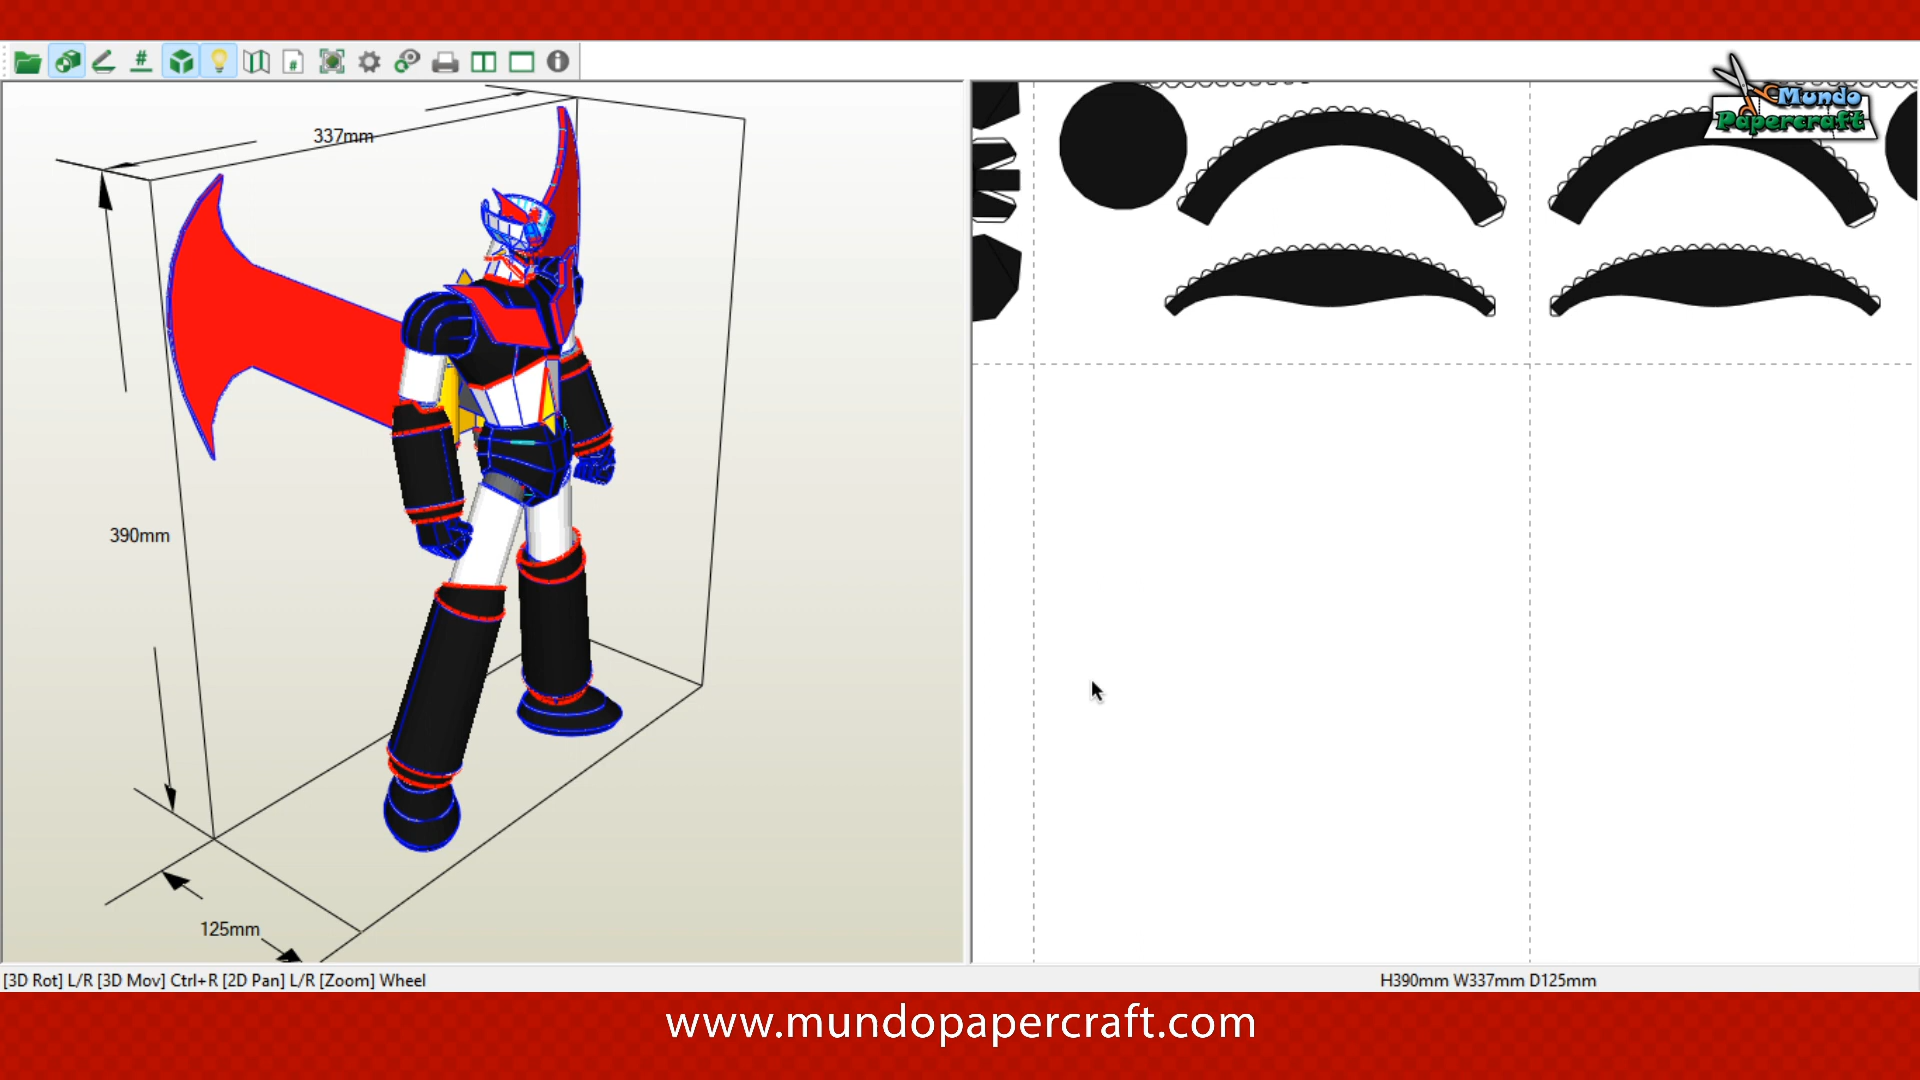 #
#
Mundo
Papercraft
337mm
390mm
125mm
[3D Rot] L/R [3D Mov] Ctrl+R [2D Pan] L/R [Zoom] Wheel
H390mm W337mm D125mm
www.mundopapercraft.com